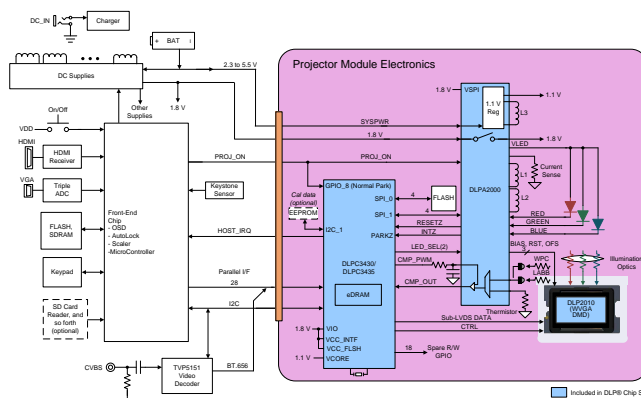 DC_IN
Charger
BAT
2.3 to 5.5 V
DC Supplies
1.8 V
Other
Supplies
On/Off
VDD
HDMI
HDMI
Receiver
VGA
Triple
ADC
FLASH,
SDRAM
Keypad
SD Card
Reader, and
so forth
(optional)
CVBS
TVP5151
Video
Decoder
BT.656
Front-End
Chip
- OSD
- AutoLock
- Scaler
-MicroController
PROJ_ON
Keystone
Sensor
HOST_IRQ
Parallel I/F
28
I2C
Projector Module Electronics
SYSPWR
1.8 V
PROJ_ON
Cal data
(optional)
EEPROM
GPIO_8 (Normal Park)
SPI_0
SPI_1
PARKZ
I2C_1
DLPC3430/
DLPC3435
eDRAM
VIO
VCC_INTF
VCC_FLSH
VCORE
1.8 V
1.1 V
4
FLASH
4
RESETZ
INTZ
LED_SEL(2)
CMP_PWM
CMP_OUT
Sub-LVDS DATA
CTRL
18
Spare R/W
GPIO
1.8 V
VSPI
1.1 V
Reg
1.1 V
L3
1.8 V
VLED
DLPA2000
L1
L2
Current
Sense
RED
GREEN
BLUE
BIAS, RST, OFS
3
WPC
LABB
Thermistor
Illumination
Optics
DLP2010
(WVGA
DMD)
Included in DLP® Chip S